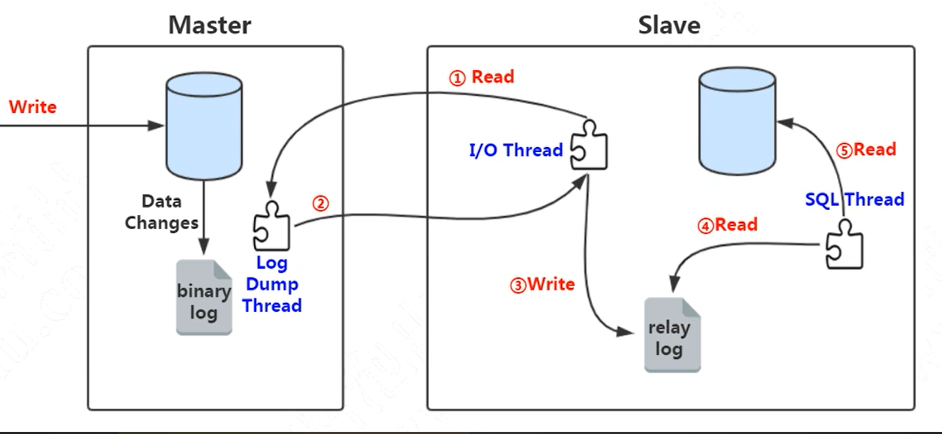 Master
Slave
Write
① Read
I/O Thread
⑤Read
Data
Changes
②
SQL Thread
④Read
Log
Dump
Thread
binary
log
③Write
relay
log